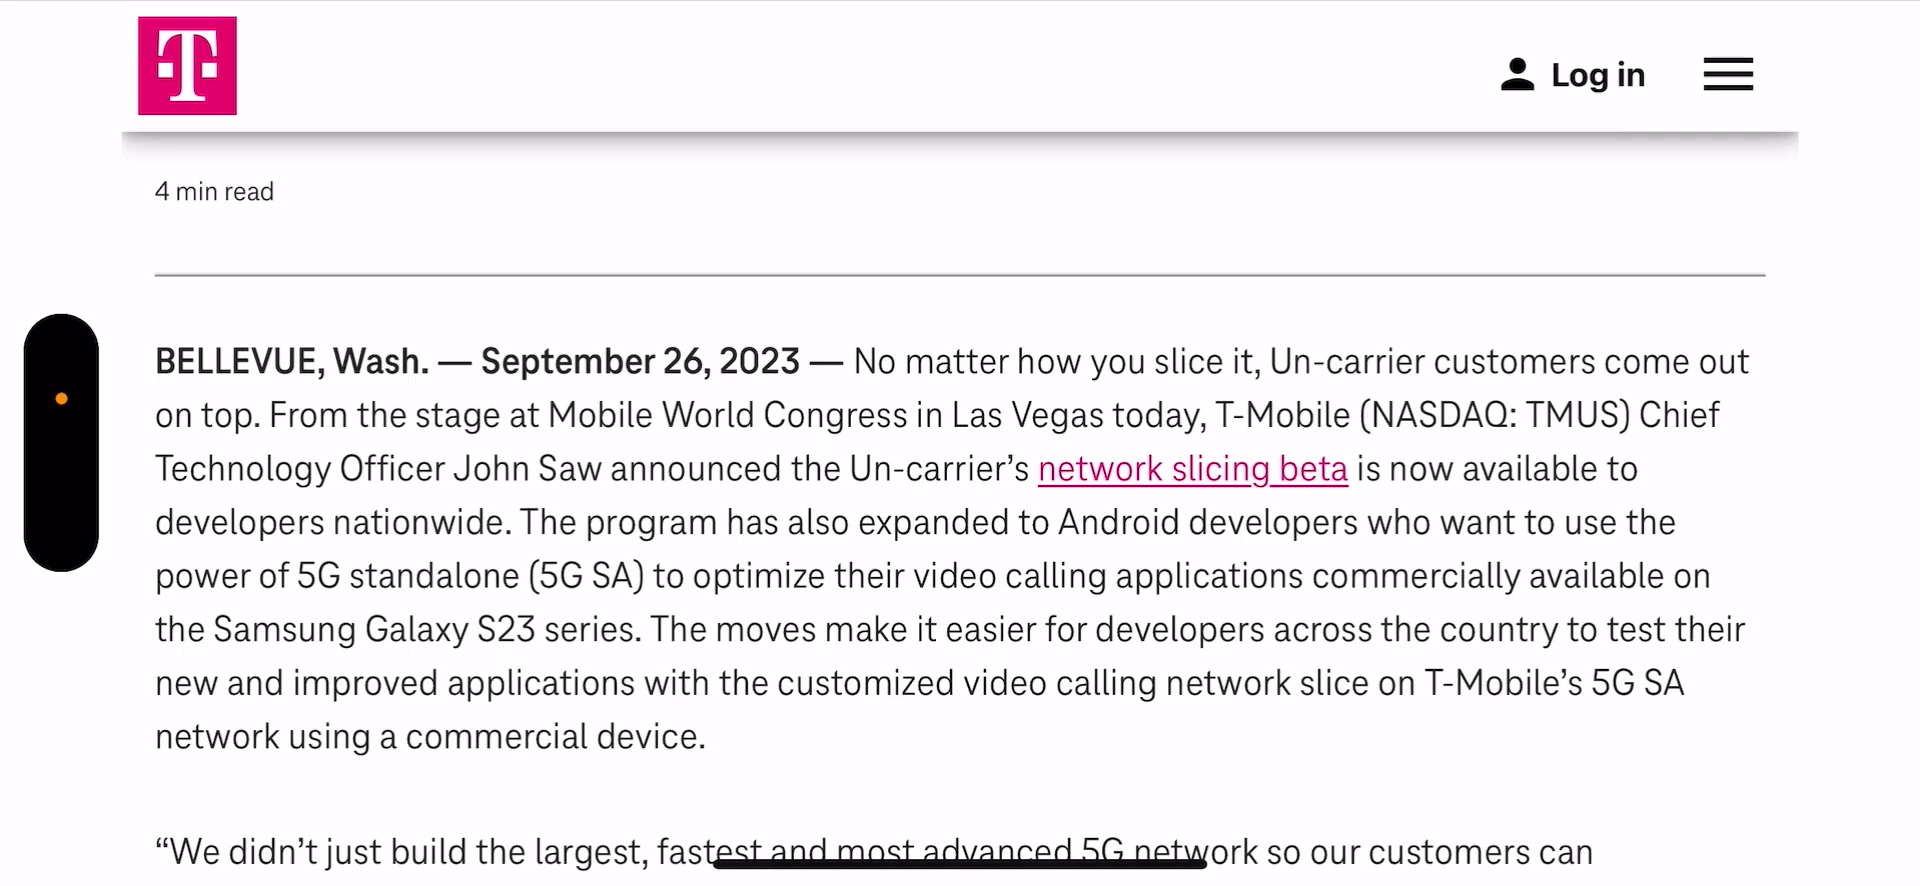 T
Log in
4 min read
BELLEVUE, Wash. — September 26, 2023 — No matter how you slice it, Un-carrier customers come out
on top. From the stage at Mobile World Congress in Las Vegas today, T-Mobile (NASDAQ: TMUS) Chief
Technology Officer John Saw announced the Un-carrier’s network slicing beta is now available to
developers nationwide. The program has also expanded to Android developers who want to use the
power of 5G standalone (5G SA) to optimize their video calling applications commercially available on
the Samsung Galaxy S23 series. The moves make it easier for developers across the country to test their
new and improved applications with the customized video calling network slice on T-Mobile’s 5G SA
network using a commercial device.
“We didn’t just build the largest, fastest and most advanced 5G network so our customers can